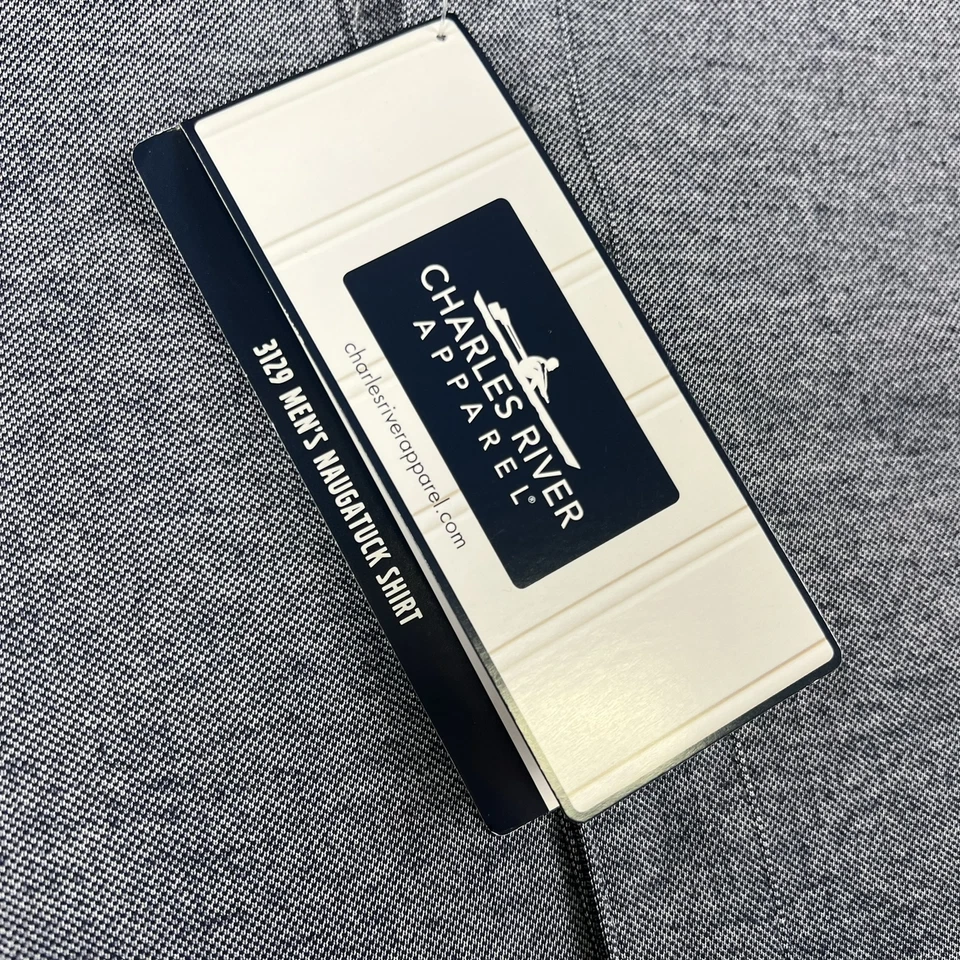 CHARLES RIVER
APPAREL®
charlesriverapparel.com
3129 MEN'S NAUGATUCK SHIRT